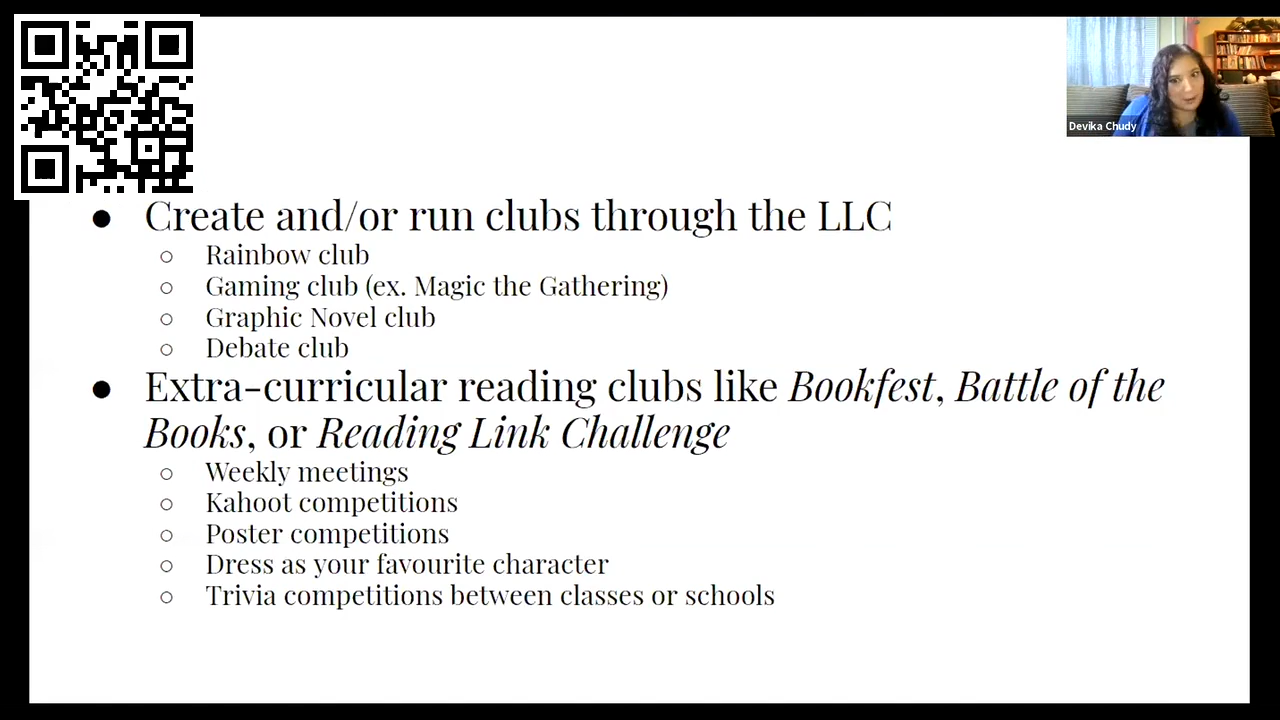 Devika Chudy
● Create and/or run clubs through the LLC
○ Rainbow club
○ Gaming club (ex. Magic the Gathering)
○ Graphic Novel club
○ Debate club
● Extra-curricular reading clubs like Bookfest, Battle of the
Books, or Reading Link Challenge
○ Weekly meetings
○ Kahoot competitions
○ Poster competitions
○ Dress as your favourite character
○ Trivia competitions between classes or schools